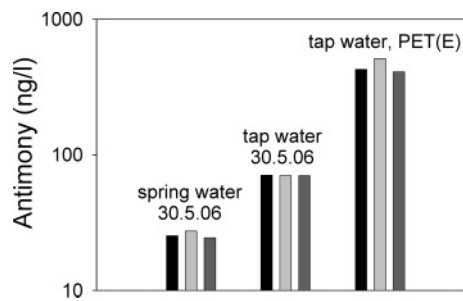 1000
tap water, PET(E)
Antimony (ng/l)
tap water
30.5.06
100
spring water
30.5.06
10